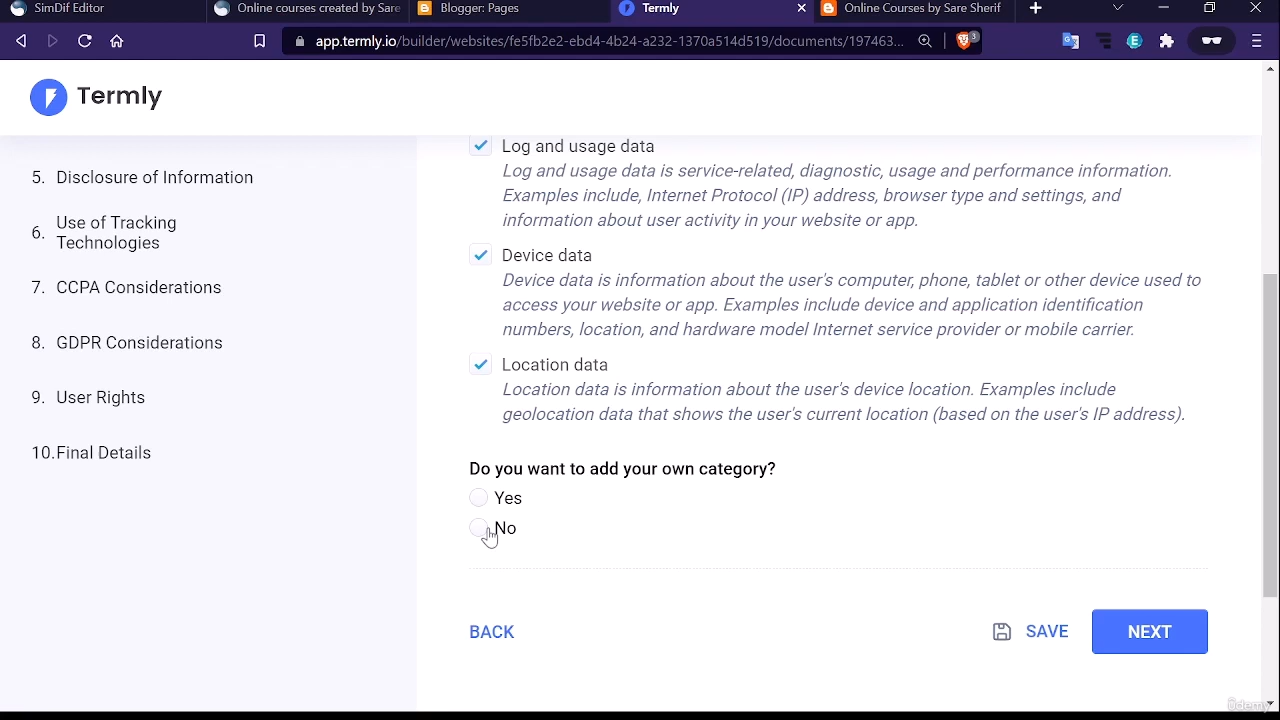 SimDif Editor
Online courses created by Sare
Blogger: Pages
Termly
Online Courses by Sare Sherif
app.termly.io/builder/websites/fe5fb2e2-ebd4-4b24-a232-1370a514d519/documents/197463...
3
E
Termly
Log and usage data
Log and usage data is service-related, diagnostic, usage and performance information.
Examples include, Internet Protocol (IP) address, browser type and settings, and
information about user activity in your website or app.
Device data
Device data is information about the user's computer, phone, tablet or other device used to
access your website or app. Examples include device and application identification
numbers, location, and hardware model Internet service provider or mobile carrier.
Location data
Location data is information about the user's device location. Examples include
geolocation data that shows the user's current location (based on the user's IP address).
Do you want to add your own category?
Yes
No
BACK
SAVE
NEXT
5. Disclosure of Information
6. Use of Tracking
Technologies
7. CCPA Considerations
8. GDPR Considerations
9. User Rights
10. Final Details
Udemy